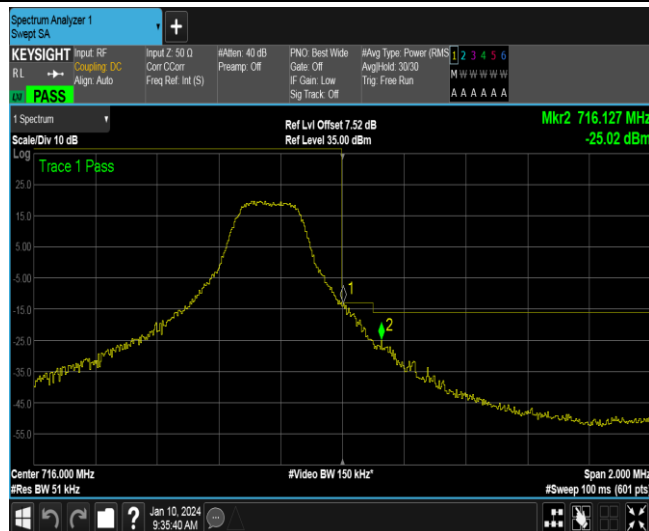 Spectrum Analyzer 1
Swept SA
+
KEYSIGHT Input: RF Input Z: 50 Ω #Atten: 40 dB PNO: Best Wide #Avg Type: Power (RMS 1 2 3 4 5 6
RL Coupling: DC Corr CCorr Preamp: Off Gate: Off Avg|Hold: 30/30 M W W W W W
Align: Auto Freq Ref: Int (S) IF Gain: Low Trig: Free Run
LV PASS Sig Track: Off A A A A A A
1 Spectrum
Ref Lvl Offset 7.52 dB Mkr2 716.127 MHz
Scale/Div 10 dB Ref Level 35.00 dBm -25.02 dBm
Log
Trace 1 Pass
25.0
15.0
5.00
-5.00
1
-15.0
2
-25.0
-35.0
-45.0
-55.0
Center 716.000 MHz #Video BW 150 kHz* Span 2.000 MHz
#Res BW 51 kHz #Sweep 100 ms (601 pts)
? Jan 10, 2024
9:35:40 AM